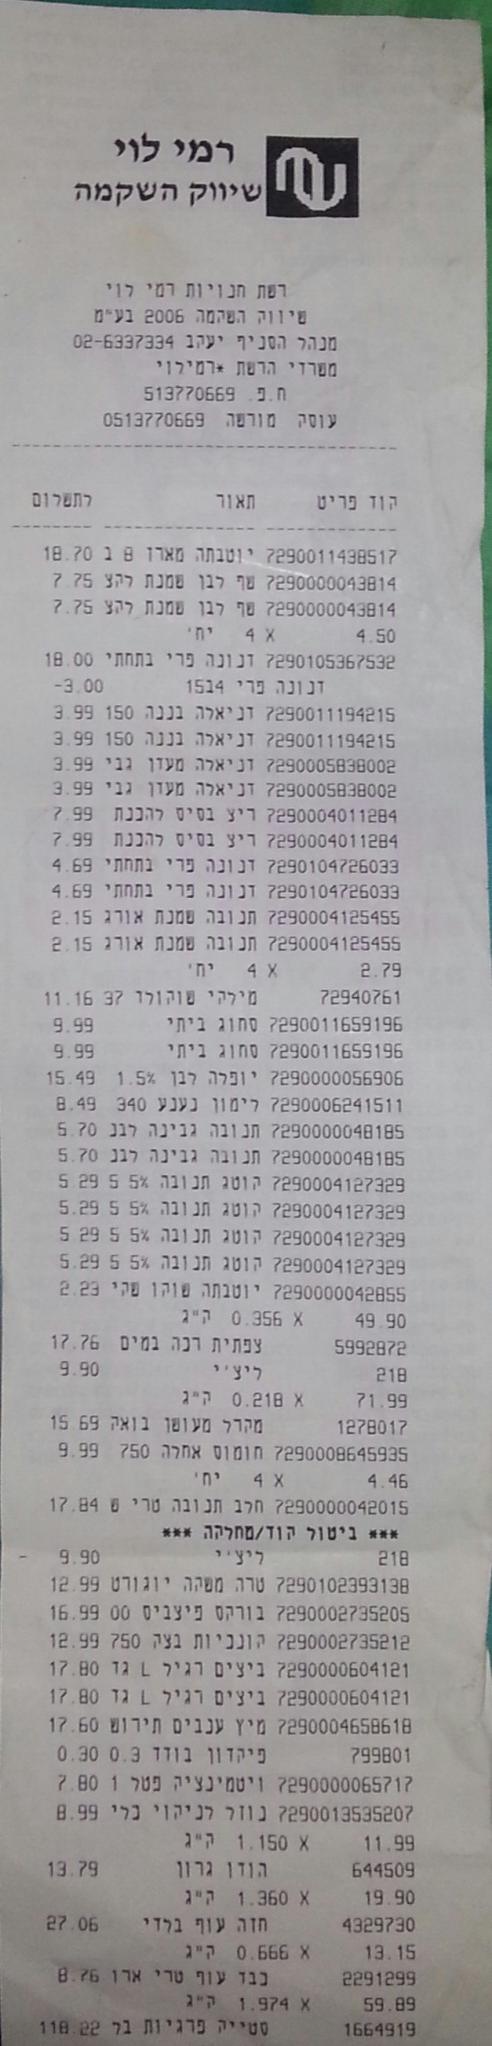 רמי לוי
שיווק השקמה
רשת חנויות רמי לוי
שיווק השקמה 2006 בע"מ
מנהל הסניף יעקב 02-6337334
משרדי הרשת *רמילוי
ח.פ. 513770669
עוסק מורשה 0513770669
קוד פריט תאור לתשלום
7290011438517 יוטבתה מארז 8 ב 18.70
7290000043814 שף לבן שמנת לקצ 7.75
7290000043814 שף לבן שמנת לקצ 7.75
4.50 X 4 יח'
7290105367532 דנונה פרי בתחתי 18.00
דנונה פרי 1ב15 -3.00
7290011194215 דניאלה בננה 150 3.99
7290011194215 דניאלה בננה 150 3.99
7290005838002 דניאלה מעדן גבי 3.99
7290005838002 דניאלה מעדן גבי 3.99
7290004011284 ריצ בסיס להכנת 7.99
7290004011284 ריצ בסיס להכנת 7.99
7290104726033 דנונה פרי בתחתי 4.69
7290104726033 דנונה פרי בתחתי 4.69
7290004125455 תנובה שמנת אורג 2.15
7290004125455 תנובה שמנת אורג 2.15
2.79 X 4 יח'
72940761 מילקי שוקולד 37 11.16
7290011659196 סחוג ביתי 9.99
7290011659196 סחוג ביתי 9.99
7290000056906 יופלה לבן 1.5% 15.49
7290006241511 לימון נענע 340 8.49
7290000048185 תנובה גבינה לבנ 5.70
7290000048185 תנובה גבינה לבנ 5.70
7290004127329 קוטג תנובה 5% 5 5.29
7290004127329 קוטג תנובה 5% 5 5.29
7290004127329 קוטג תנובה 5% 5 5.29
7290004127329 קוטג תנובה 5% 5 5.29
7290000042855 יוטבתה שוקו שקי 2.23
49.90 X 0.356 ק"ג
5992872 צפתית רכה במים 17.76
218 ליצ'י 9.90
71.99 X 0.218 ק"ג
1278017 מקרל מעושן בואק 15.69
7290008645935 חומוס אחלה 750 9.99
4.46 X 4 יח'
7290000042015 חלב תנובה טרי ש 17.84
*** ביטול קוד/מחלקה ***
218 ליצ'י 9.90 -
7290102393138 טרה משקה יוגורט 12.99
7290002735205 בורקס פיצביס 00 16.99
7290002735212 קונכיות בצק 750 12.99
7290000604121 ביצים רגיל L גד 17.80
7290000604121 ביצים רגיל L גד 17.80
7290004658618 מיץ ענבים תירוש 17.60
799801 פיקדון בודד 0.3 0.30
7290000065717 ויטמינציק פטל 1 7.80
7290013535207 נוזל לניקוי כלי 8.99
11.99 X 1.150 ק"ג
644509 הודו גרון 13.79
19.90 X 1.360 ק"ג
4329730 חזה עוף בלדי 27.06
13.15 X 0.666 ק"ג
2291299 כבד עוף טרי ארז 8.76
59.89 X 1.974 ק"ג
1664919 סטייק פרגיות בל 118.22